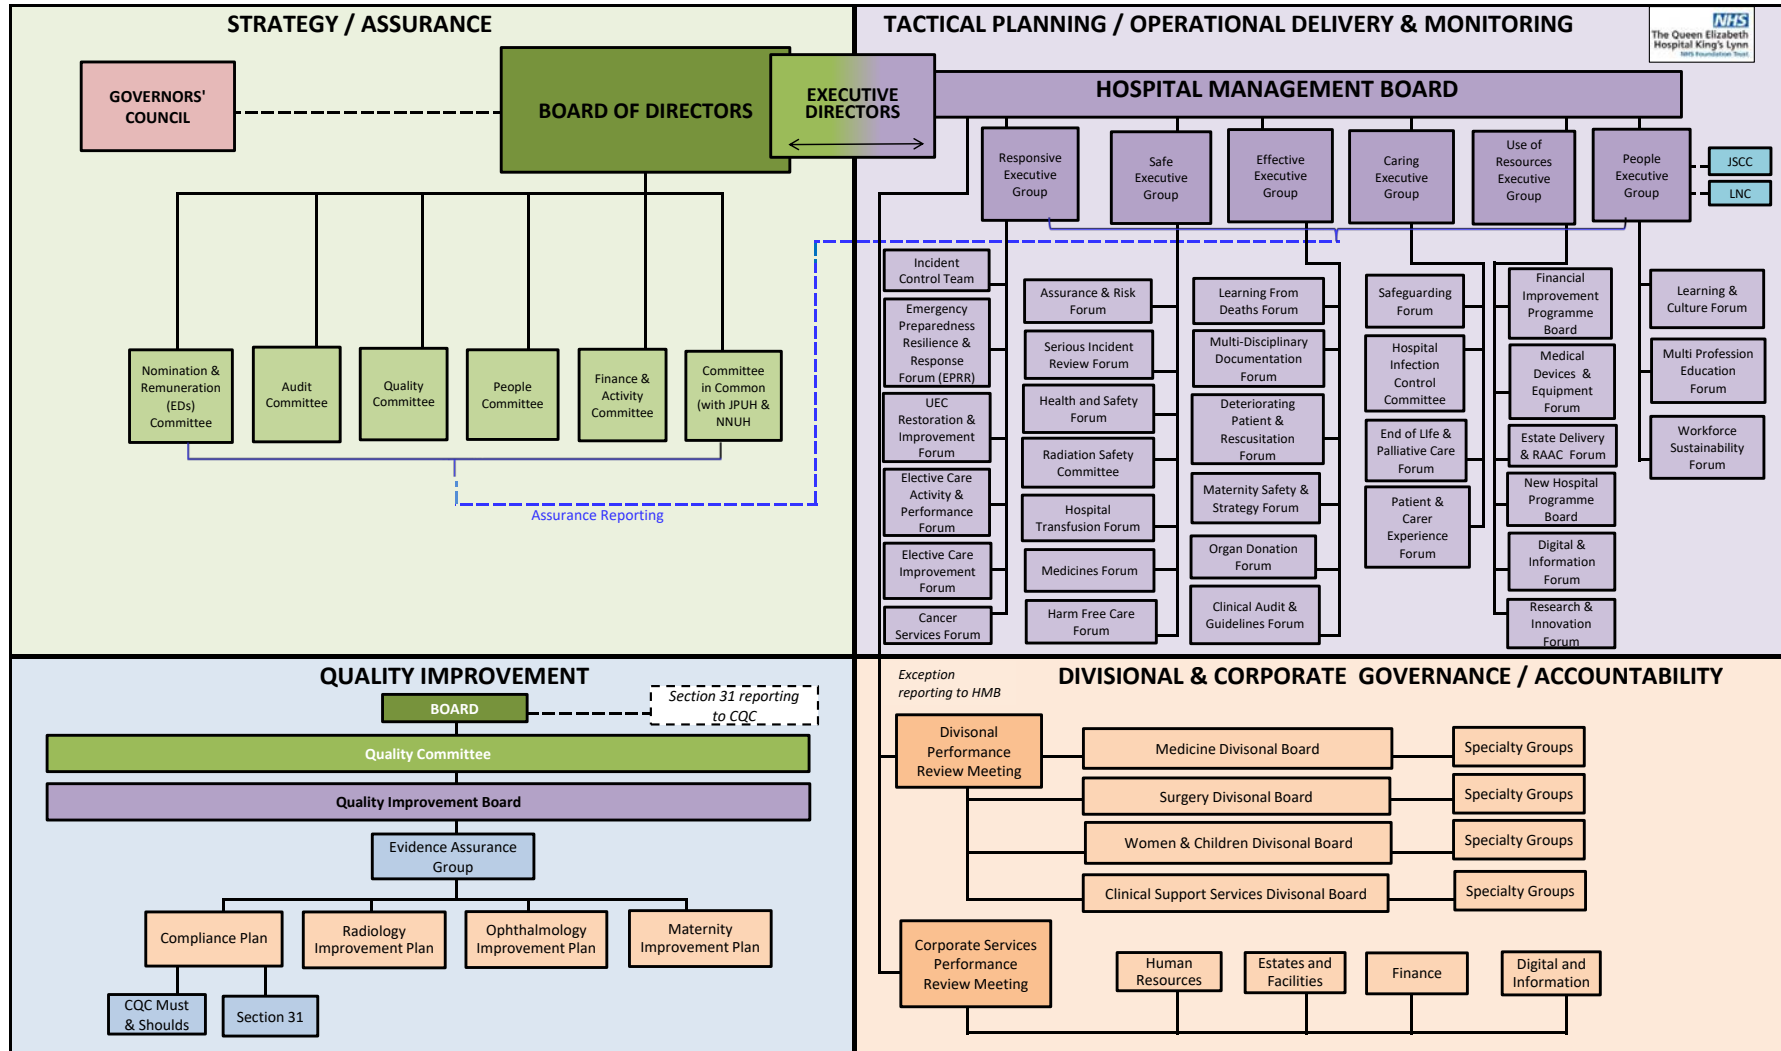 STRATEGY / ASSURANCE
GOVERNORS'
COUNCIL
BOARD OF DIRECTORS
EXECUTIVE
DIRECTORS
Nomination &
Remuneration
(EDs)
Committee
Audit
Committee
Quality
Committee
People
Committee
Finance &
Activity
Committee
Committee
in Common
(with JPUH &
NNUH
Assurance Reporting
TACTICAL PLANNING / OPERATIONAL DELIVERY & MONITORING
NHS
The Queen Elizabeth
Hospital King's Lynn
NHS Foundation Trust
HOSPITAL MANAGEMENT BOARD
Responsive
Executive
Group
Safe
Executive
Group
Effective
Executive
Group
Caring
Executive
Group
Use of
Resources
Executive
Group
People
Executive
Group
JSCC
LNC
Incident
Control Team
Emergency
Preparedness
Resilience &
Response
Forum (EPRR)
UEC
Restoration &
Improvement
Forum
Elective Care
Activity &
Performance
Forum
Elective Care
Improvement
Forum
Cancer
Services Forum
Assurance & Risk
Forum
Serious Incident
Review Forum
Health and Safety
Forum
Radiation Safety
Committee
Hospital
Transfusion Forum
Medicines Forum
Harm Free Care
Forum
Learning From
Deaths Forum
Multi-Disciplinary
Documentation
Forum
Deteriorating
Patient &
Rescusitation
Forum
Maternity Safety &
Strategy Forum
Organ Donation
Forum
Clinical Audit &
Guidelines Forum
Safeguarding
Forum
Hospital
Infection
Control
Committee
End of LIfe &
Palliative Care
Forum
Patient &
Carer
Experience
Forum
Financial
Improvement
Programme
Board
Medical
Devices &
Equipment
Forum
Estate Delivery
& RAAC Forum
New Hospital
Programme
Board
Digital &
Information
Forum
Research &
Innovation
Forum
Learning &
Culture Forum
Multi Profession
Education
Forum
Workforce
Sustainability
Forum
QUALITY IMPROVEMENT
BOARD
Section 31 reporting
to CQC
Quality Committee
Quality Improvement Board
Evidence Assurance
Group
Compliance Plan
Radiology
Improvement Plan
Ophthalmology
Improvement Plan
Maternity
Improvement Plan
CQC Must
& Shoulds
Section 31
Exception
reporting to HMB
DIVISIONAL & CORPORATE GOVERNANCE / ACCOUNTABILITY
Divisonal
Performance
Review Meeting
Medicine Divisonal Board
Specialty Groups
Surgery Divisonal Board
Specialty Groups
Women & Children Divisonal Board
Specialty Groups
Clinical Support Services Divisonal Board
Specialty Groups
Corporate Services
Performance
Review Meeting
Human
Resources
Estates and
Facilities
Finance
Digital and
Information